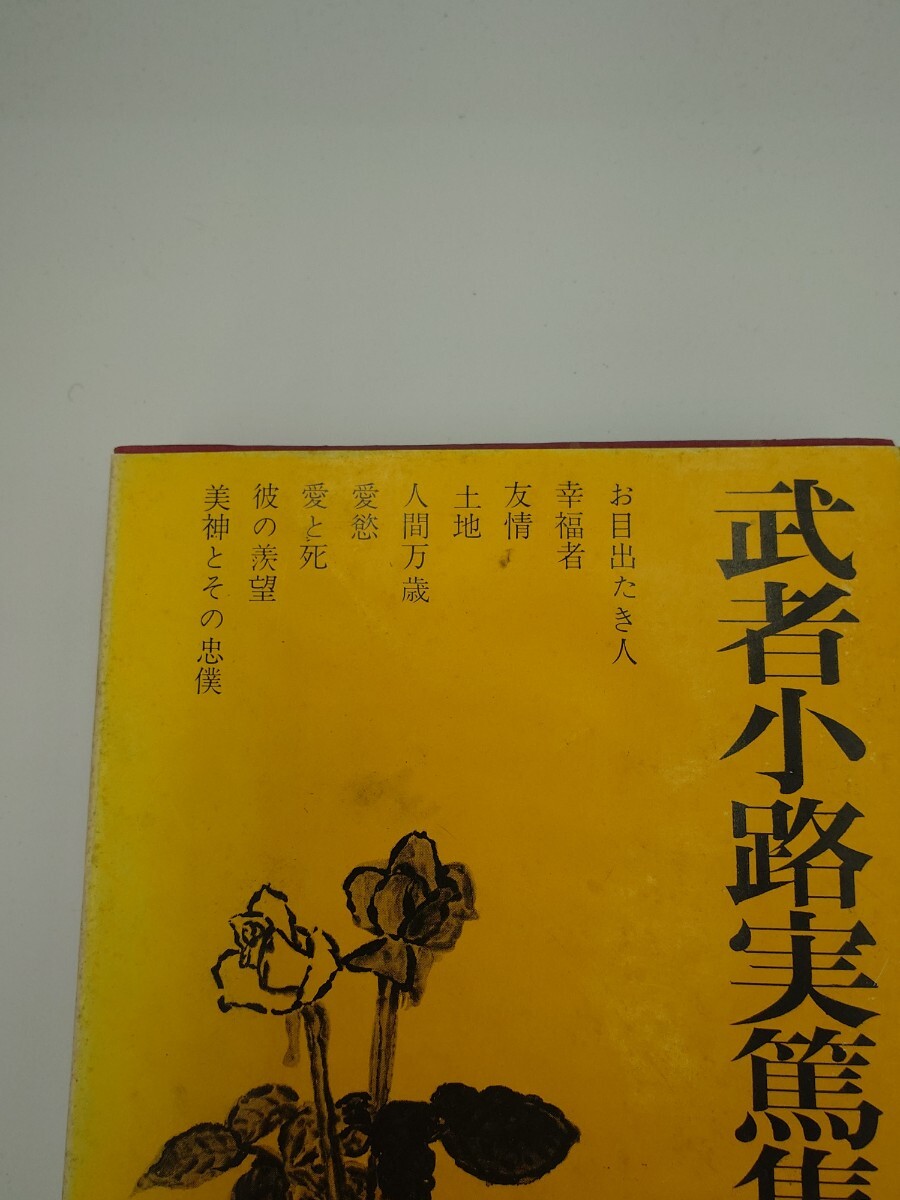 武者小路実篤集
お目出たき人
幸福者
友情
土地
人間万歳
愛慾
愛と死
彼の羨望
美神とその忠僕